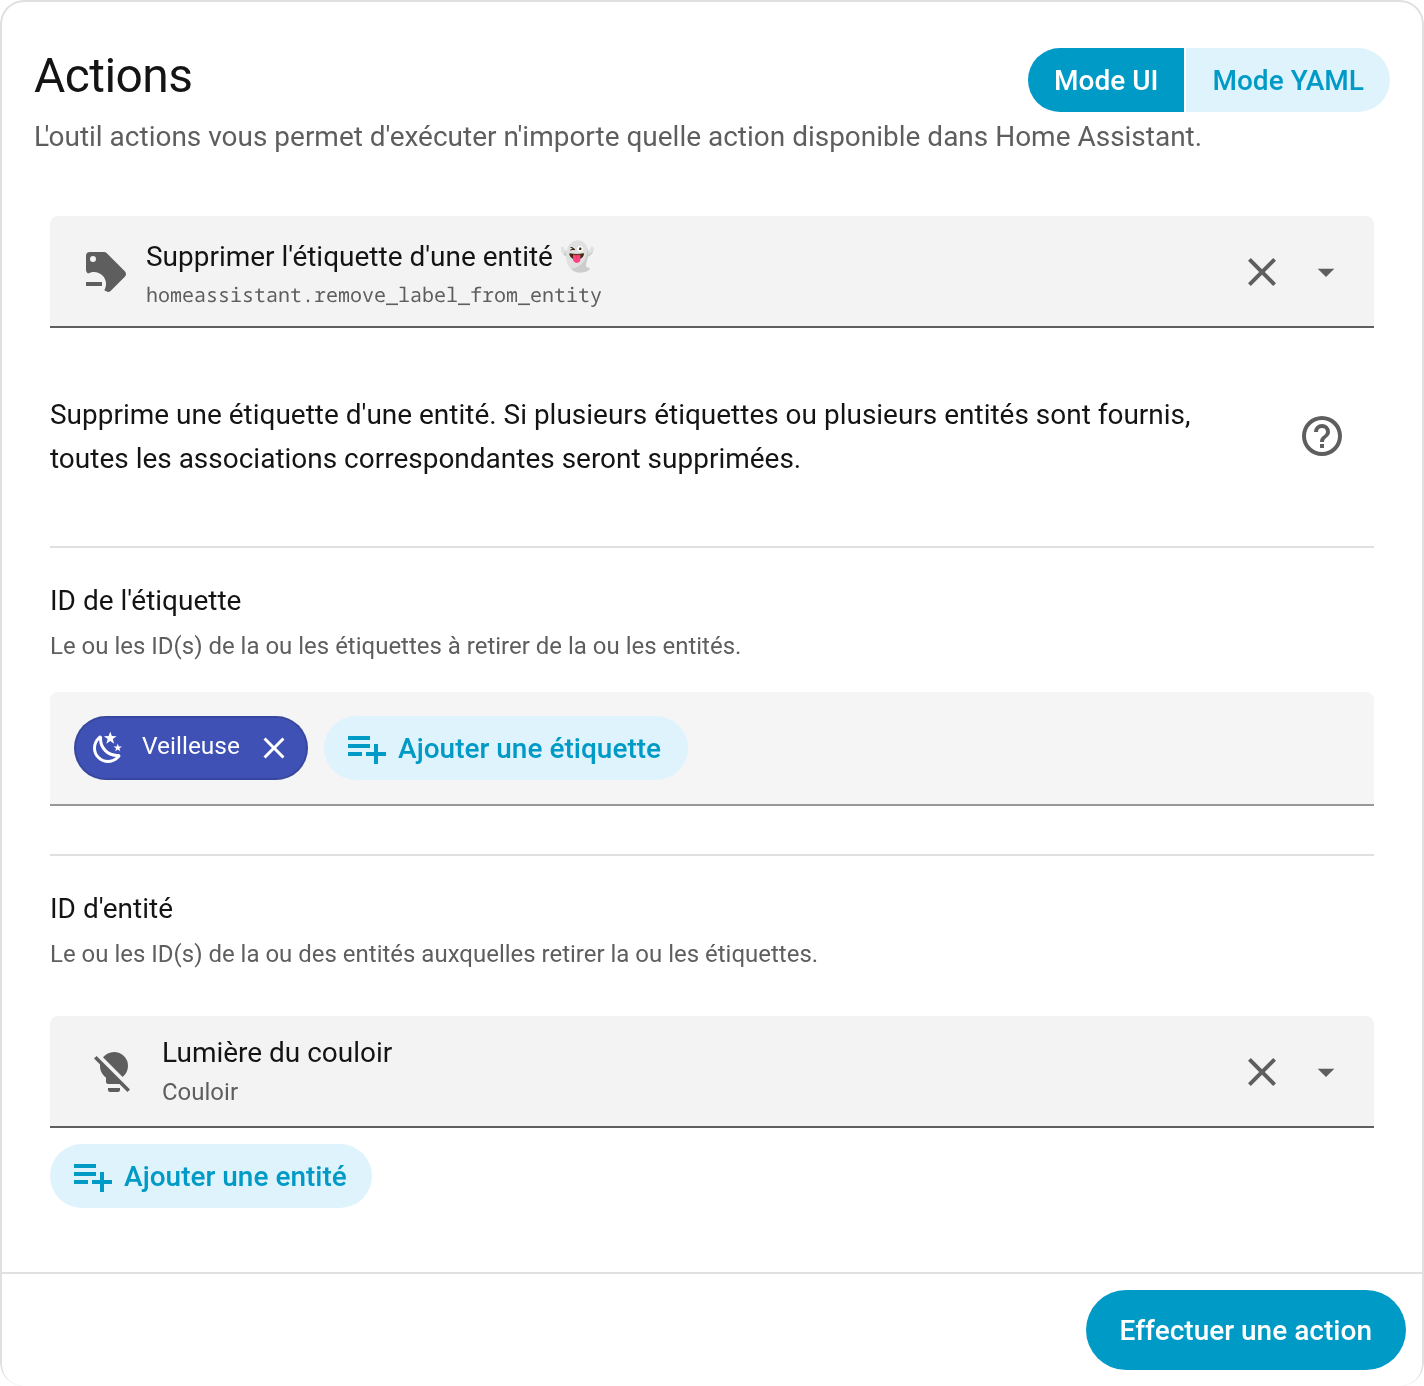 Actions
Mode UI
Mode YAML
L'outil actions vous permet d'exécuter n'importe quelle action disponible dans Home Assistant.
Supprimer l'étiquette d'une entité 👻
homeassistant.remove_label_from_entity
Supprime une étiquette d'une entité. Si plusieurs étiquettes ou plusieurs entités sont fournis,
toutes les associations correspondantes seront supprimées.
ID de l'étiquette
Le ou les ID(s) de la ou les étiquettes à retirer de la ou les entités.
Veilleuse
Ajouter une étiquette
ID d'entité
Le ou les ID(s) de la ou des entités auxquelles retirer la ou les étiquettes.
Lumière du couloir
Couloir
Ajouter une entité
Effectuer une action